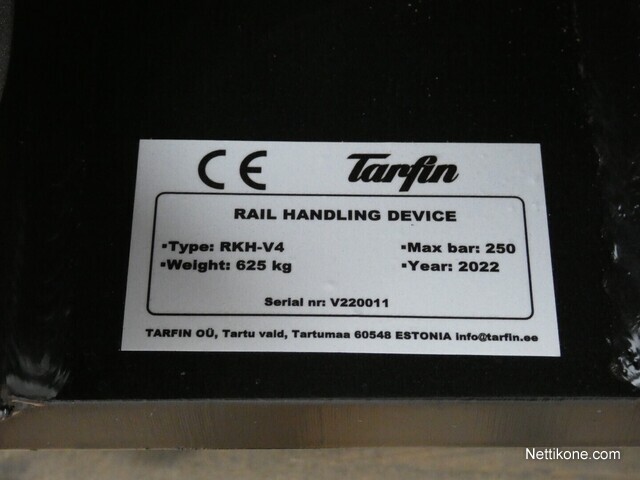 CE Tarfin
RAIL HANDLING DEVICE
▪Type: RKH-V4 ▪Max bar: 250
▪Weight: 625 kg ▪Year: 2022
Serial nr: V220011
TARFIN OÜ, Tartu vald, Tartumaa 60548 ESTONIA info@tarfin.ee
Nettikone.com